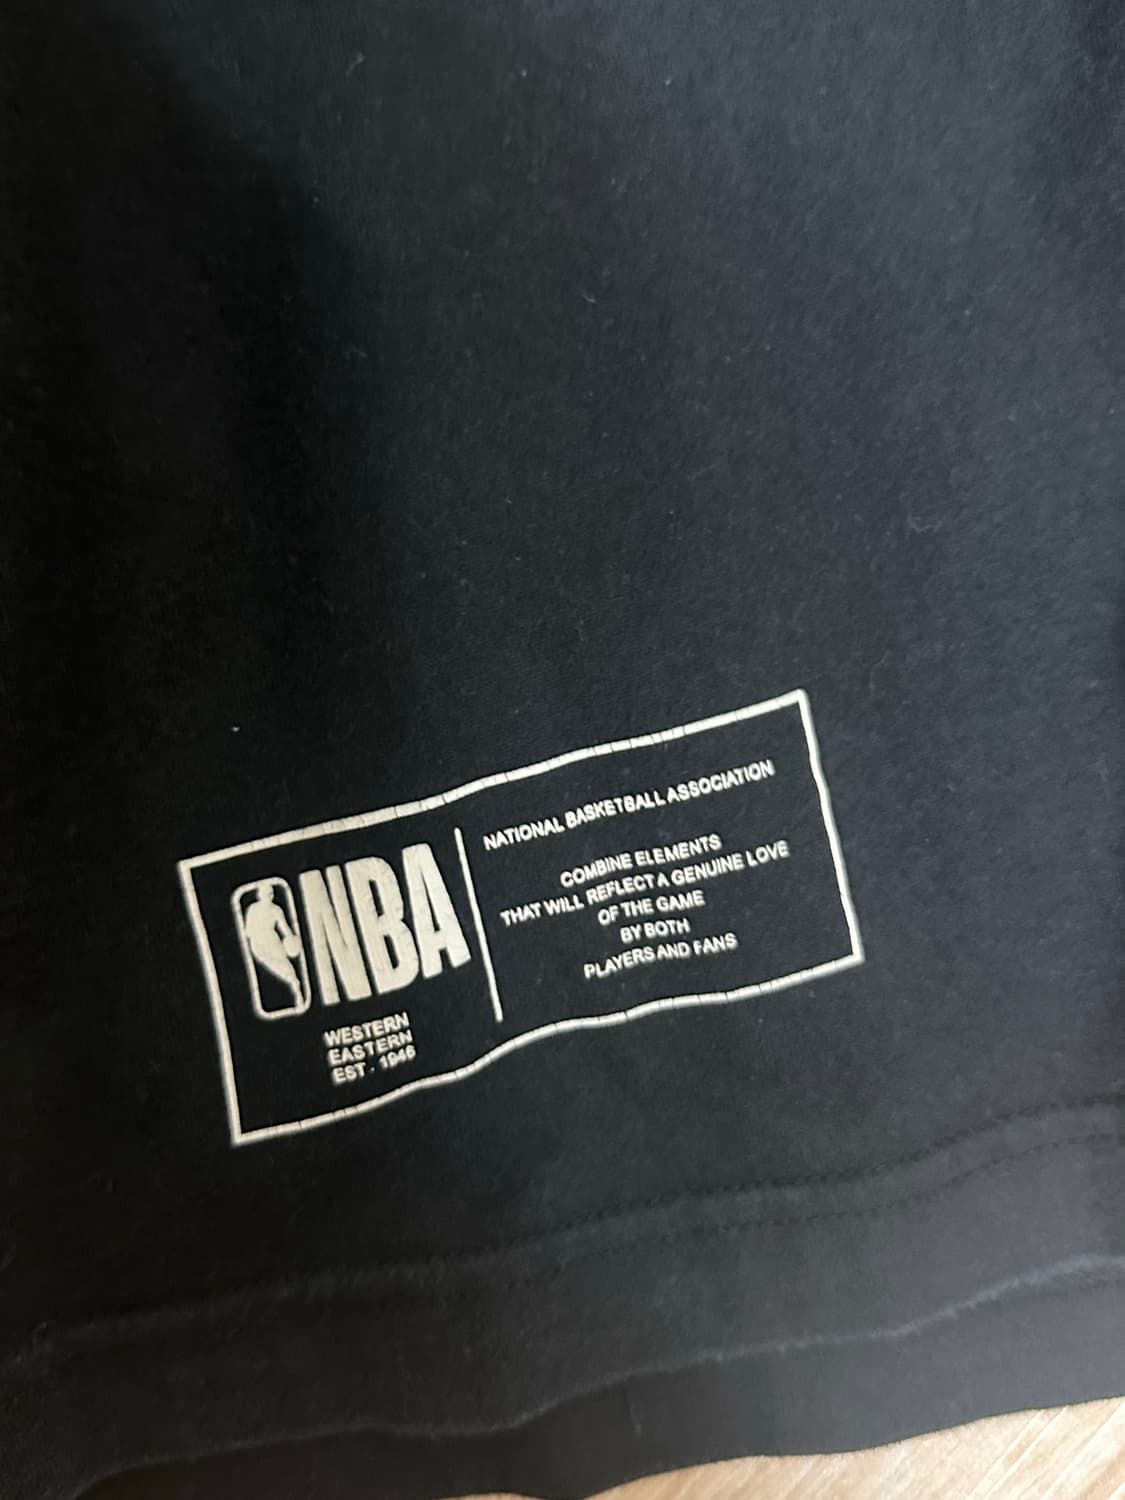 NBA
WESTERN
EASTERN
EST . 1946
NATIONAL BASKETBALL ASSOCIATION
COMBINE ELEMENTS
THAT WILL REFLECT A GENUINE LOVE
OF THE GAME
BY BOTH
PLAYERS AND FANS